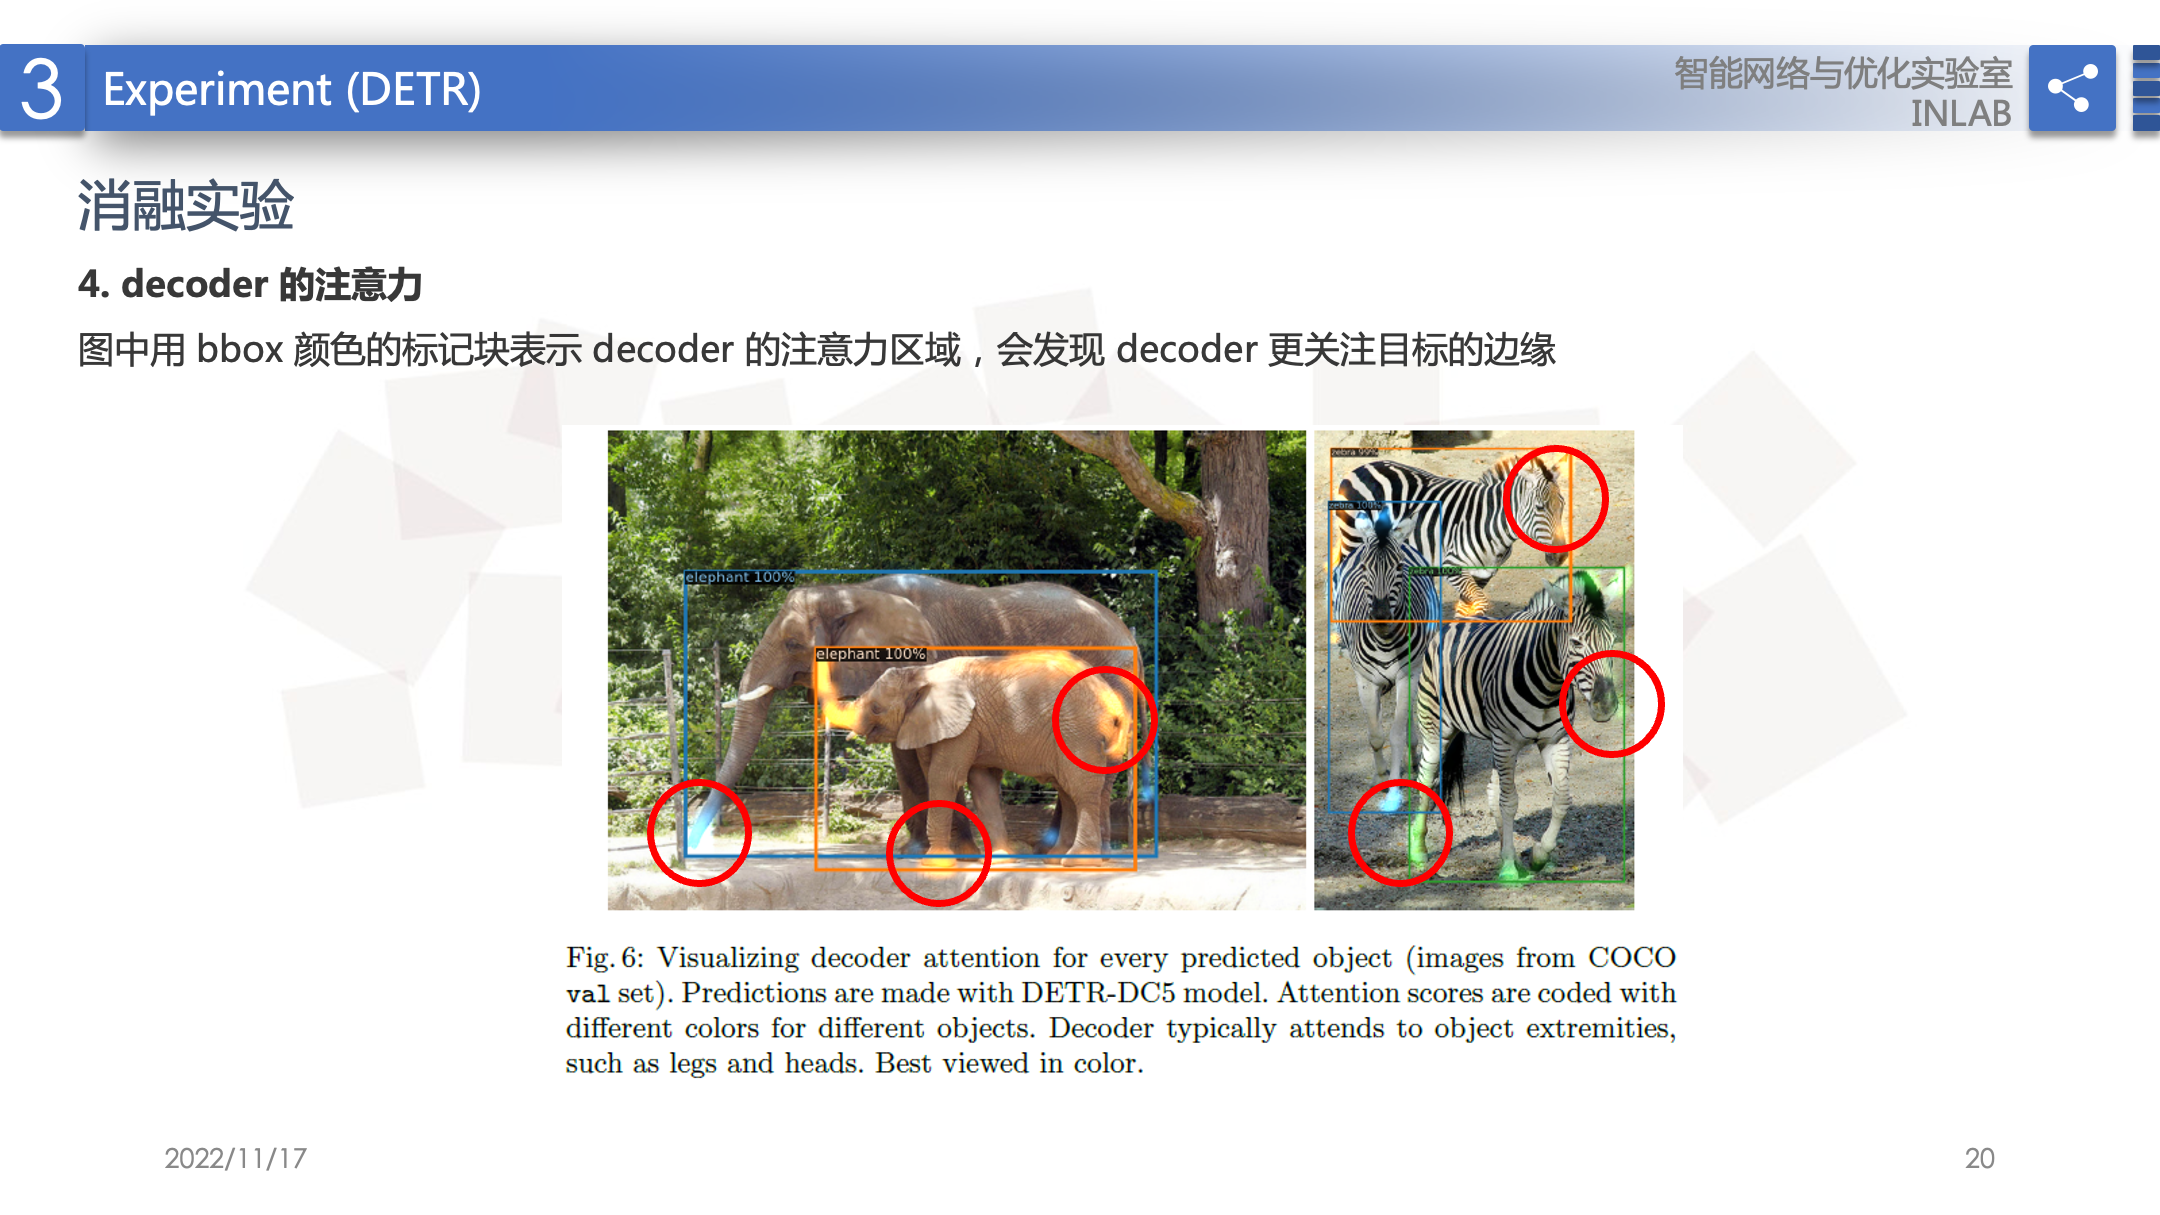 3 Experiment (DETR)
智能网络与优化实验室
INLAB
消融实验
4. decoder 的注意力
图中用 bbox 颜色的标记块表示 decoder 的注意力区域，会发现 decoder 更关注目标的边缘
elephant 100%
elephant 100%
zebra 99%
zebra 100%
zebra 100%
Fig. 6: Visualizing decoder attention for every predicted object (images from COCO
val set). Predictions are made with DETR-DC5 model. Attention scores are coded with
different colors for different objects. Decoder typically attends to object extremities,
such as legs and heads. Best viewed in color.
2022/11/17
20